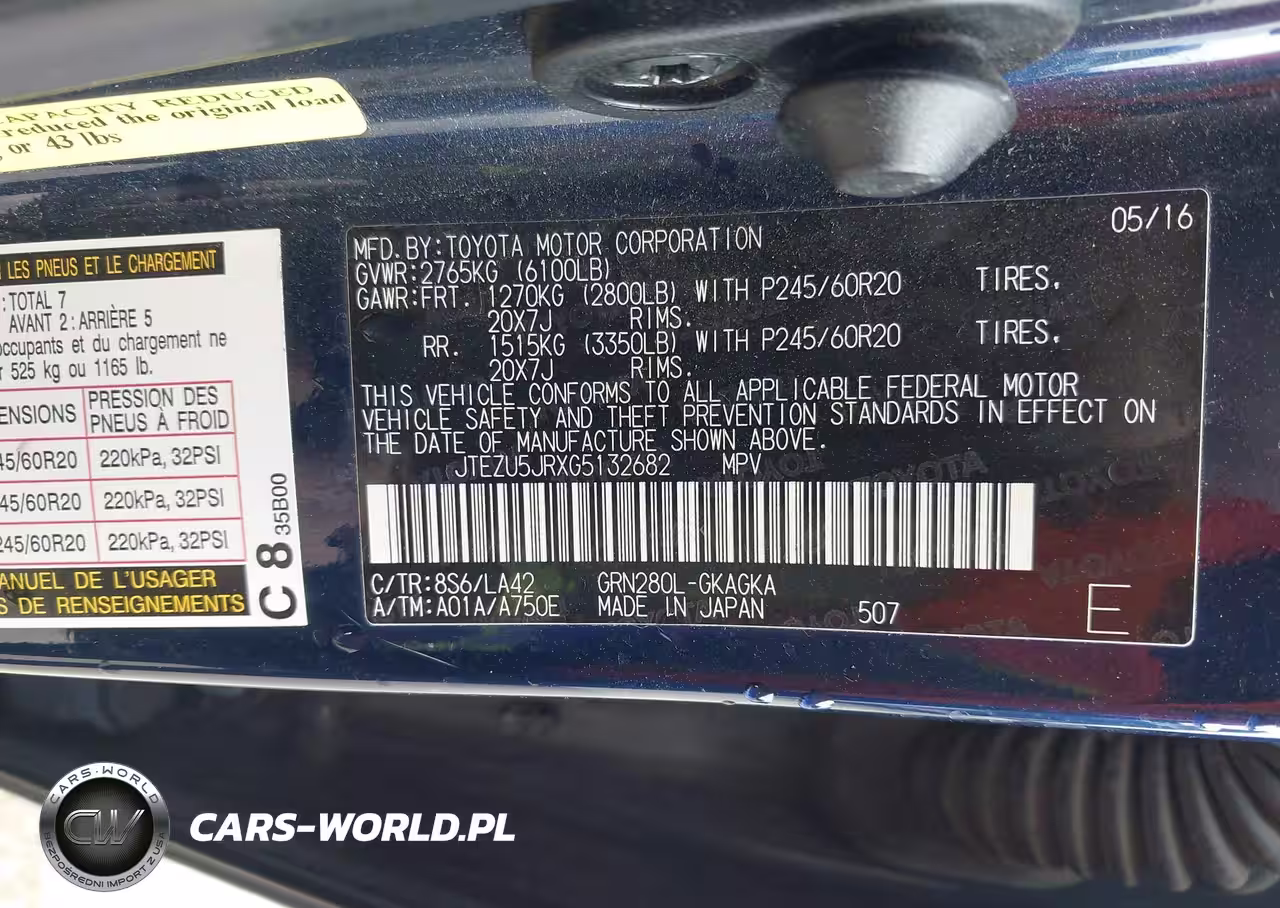 CAPACITY REDUCED
reduced the original load
or 43 lbs
LES PNEUS ET LE CHARGEMENT
:TOTAL 7
AVANT 2:ARRIÈRE 5
occupants et du chargement ne
525 kg ou 1165 lb.
ENSIONS PRESSION DES
PNEUS À FROID
45/60R20 220kPa, 32PSI
45/60R20 220kPa, 32PSI
245/60R20 220kPa, 32PSI
ANUEL DE L'USAGER
S DE RENSEIGNEMENTS
C 8 35B00
05/16
MFD.BY:TOYOTA MOTOR CORPORATION
GVWR:2765KG (6100LB)
GAWR:FRT. 1270KG (2800LB) WITH P245/60R20 TIRES.
20X7J RIMS.
RR. 1515KG (3350LB) WITH P245/60R20 TIRES.
20X7J RIMS.
THIS VEHICLE CONFORMS TO ALL APPLICABLE FEDERAL MOTOR
VEHICLE SAFETY AND THEFT PREVENTION STANDARDS IN EFFECT ON
THE DATE OF MANUFACTURE SHOWN ABOVE.
JTEZU5JRXG5132682 MPV
C/TR:8S6/LA42 GRN280L-GKAGKA
A/TM:A01A/A750E MADE IN JAPAN 507 E
CARS-WORLD
CW
BEZPOŚREDNI IMPORT Z USA
CARS-WORLD.PL